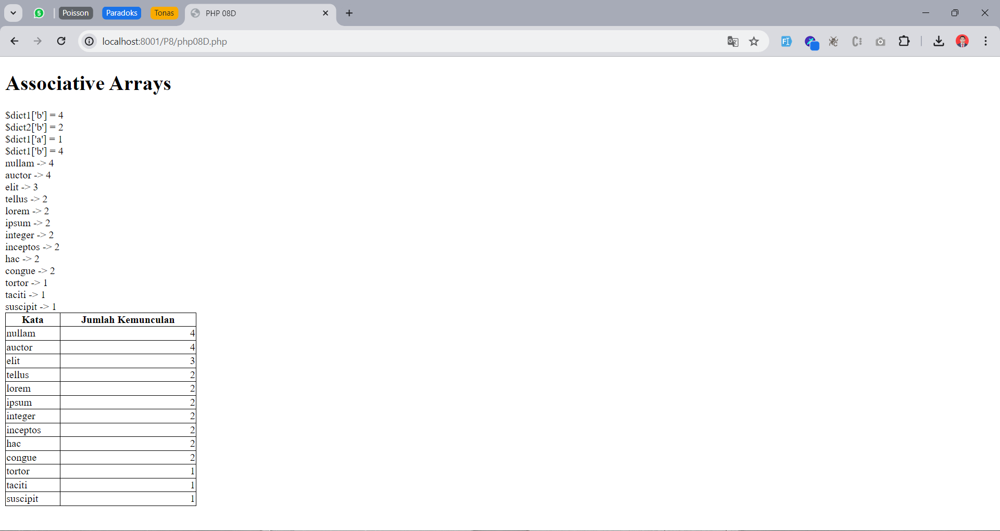 5 Poisson Paradoks Tonas PHP 08D
localhost:8001/P8/php08D.php
Associative Arrays
$dict1['b'] = 4
$dict2['b'] = 2
$dict1['a'] = 1
$dict1['b'] = 4
nullam -> 4
auctor -> 4
elit -> 3
tellus -> 2
lorem -> 2
ipsum -> 2
integer -> 2
inceptos -> 2
hac -> 2
congue -> 2
tortor -> 1
taciti -> 1
suscipit -> 1
Kata Jumlah Kemunculan
nullam 4
auctor 4
elit 3
tellus 2
lorem 2
ipsum 2
integer 2
inceptos 2
hac 2
congue 2
tortor 1
taciti 1
suscipit 1